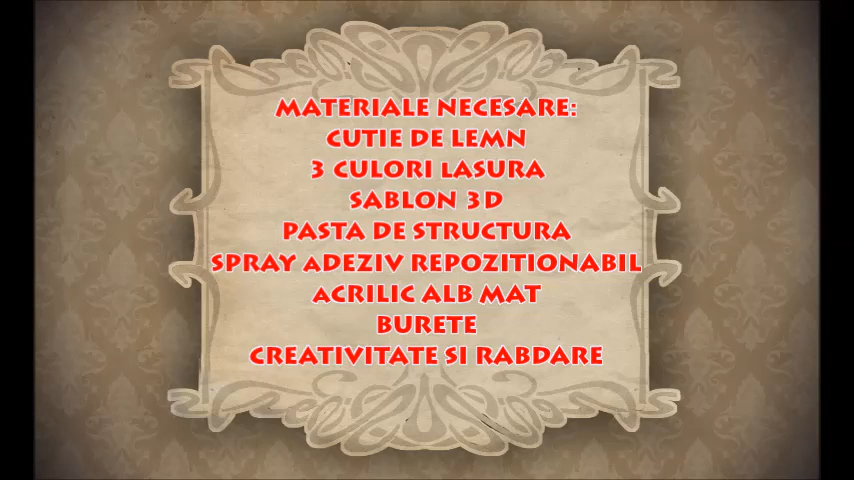 MATERIALE NECESARE:
CUTIE DE LEMN
3 CULORI LASURA
SABLON 3D
PASTA DE STRUCTURA
SPRAY ADEZIV REPOZITIONABIL
ACRILIC ALB MAT
BURETE
CREATIVITATE SI RABDARE